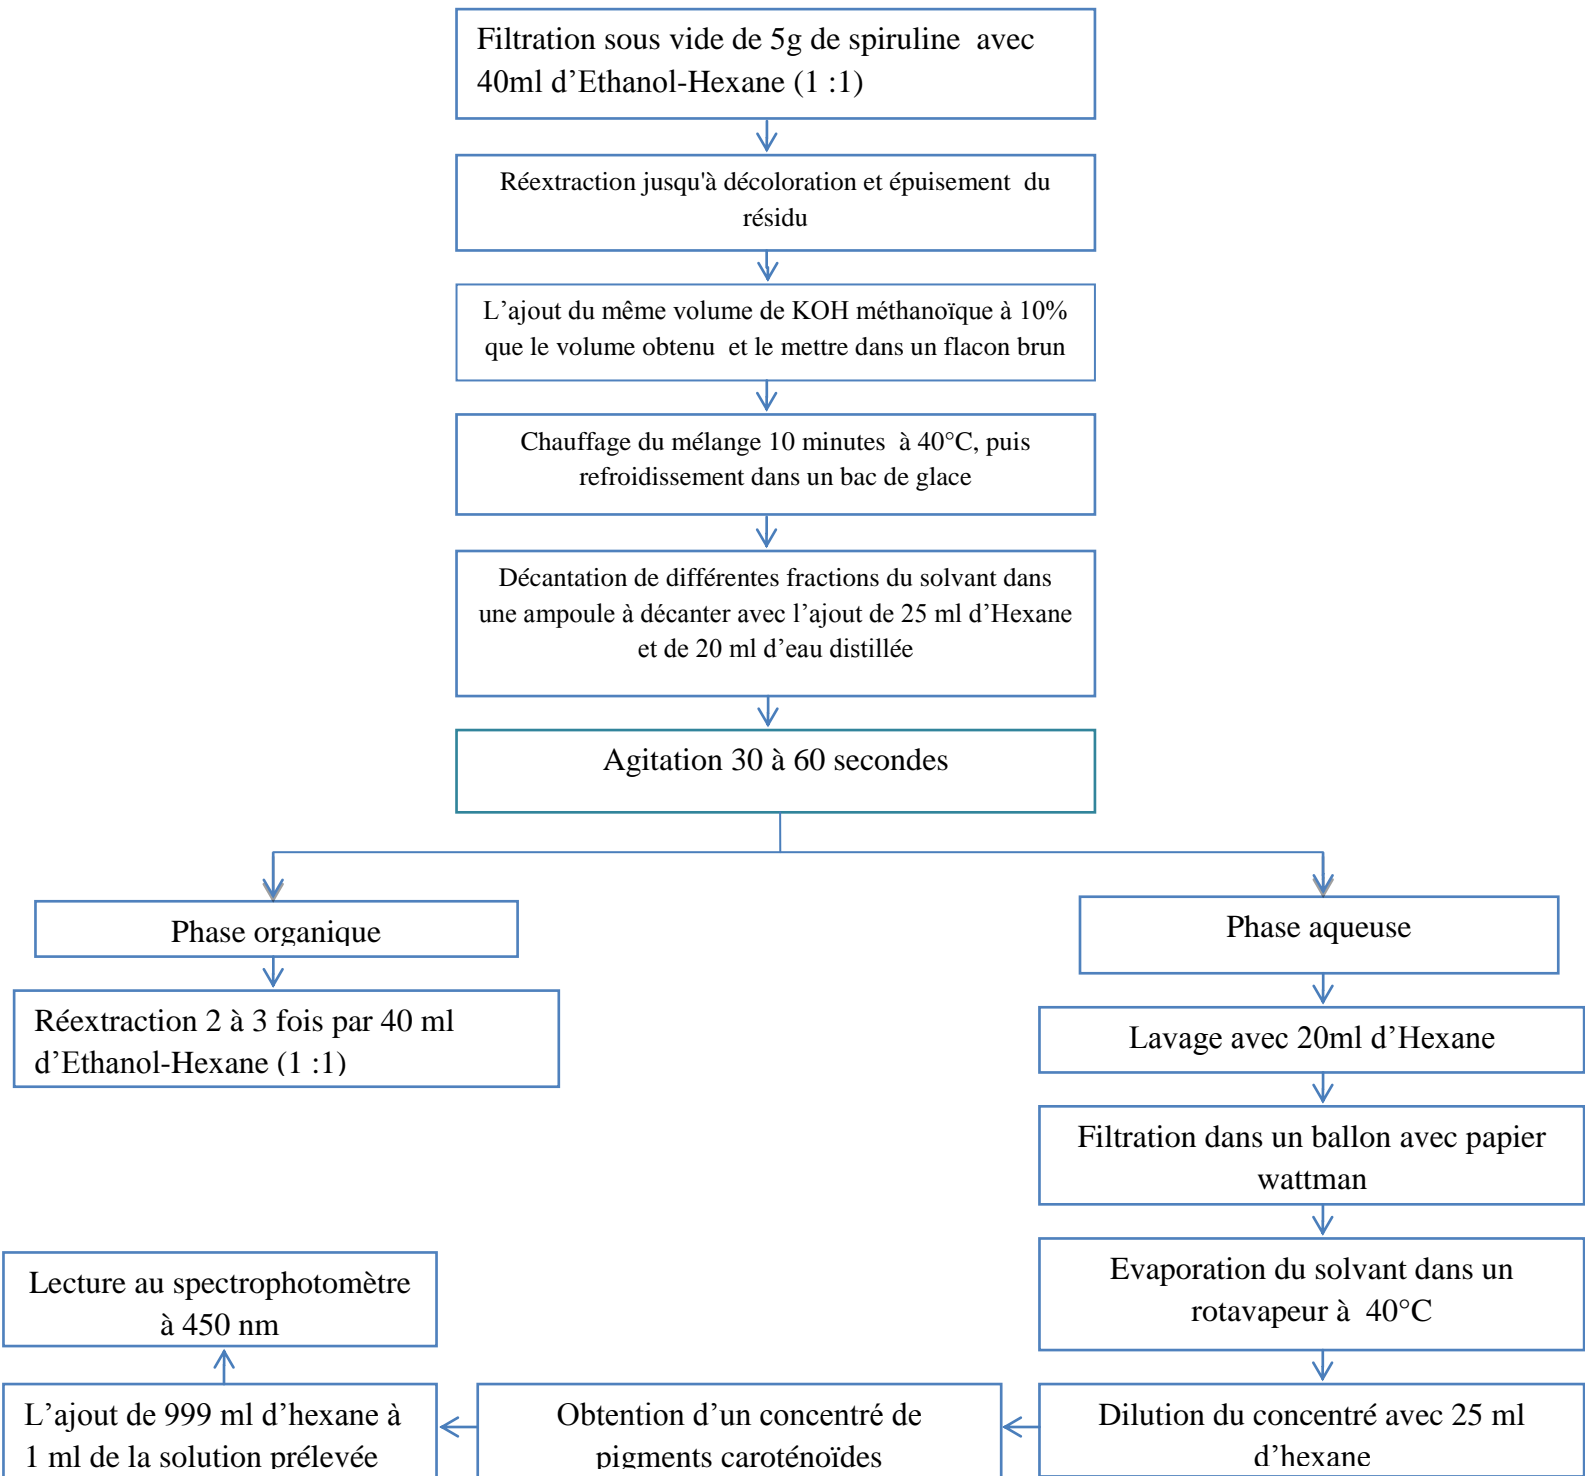 Filtration sous vide de 5g de spiruline  avec
40ml d’Ethanol-Hexane (1 :1)
Réextraction jusqu'à décoloration et épuisement  du
résidu
L’ajout du même volume de KOH méthanoïque à 10%
que le volume obtenu  et le mettre dans un flacon brun
Chauffage du mélange 10 minutes  à 40°C, puis
refroidissement dans un bac de glace
Décantation de différentes fractions du solvant dans
une ampoule à décanter avec l’ajout de 25 ml d’Hexane
et de 20 ml d’eau distillée
Agitation 30 à 60 secondes
Phase organique
Réextraction 2 à 3 fois par 40 ml
d’Ethanol-Hexane (1 :1)
Phase aqueuse
Lavage avec 20ml d’Hexane
Filtration dans un ballon avec papier
wattman
Evaporation du solvant dans un
rotavapeur à  40°C
Dilution du concentré avec 25 ml
d’hexane
Obtention d’un concentré de
pigments caroténoïdes
L’ajout de 999 ml d’hexane à
1 ml de la solution prélevée
Lecture au spectrophotomètre
à 450 nm